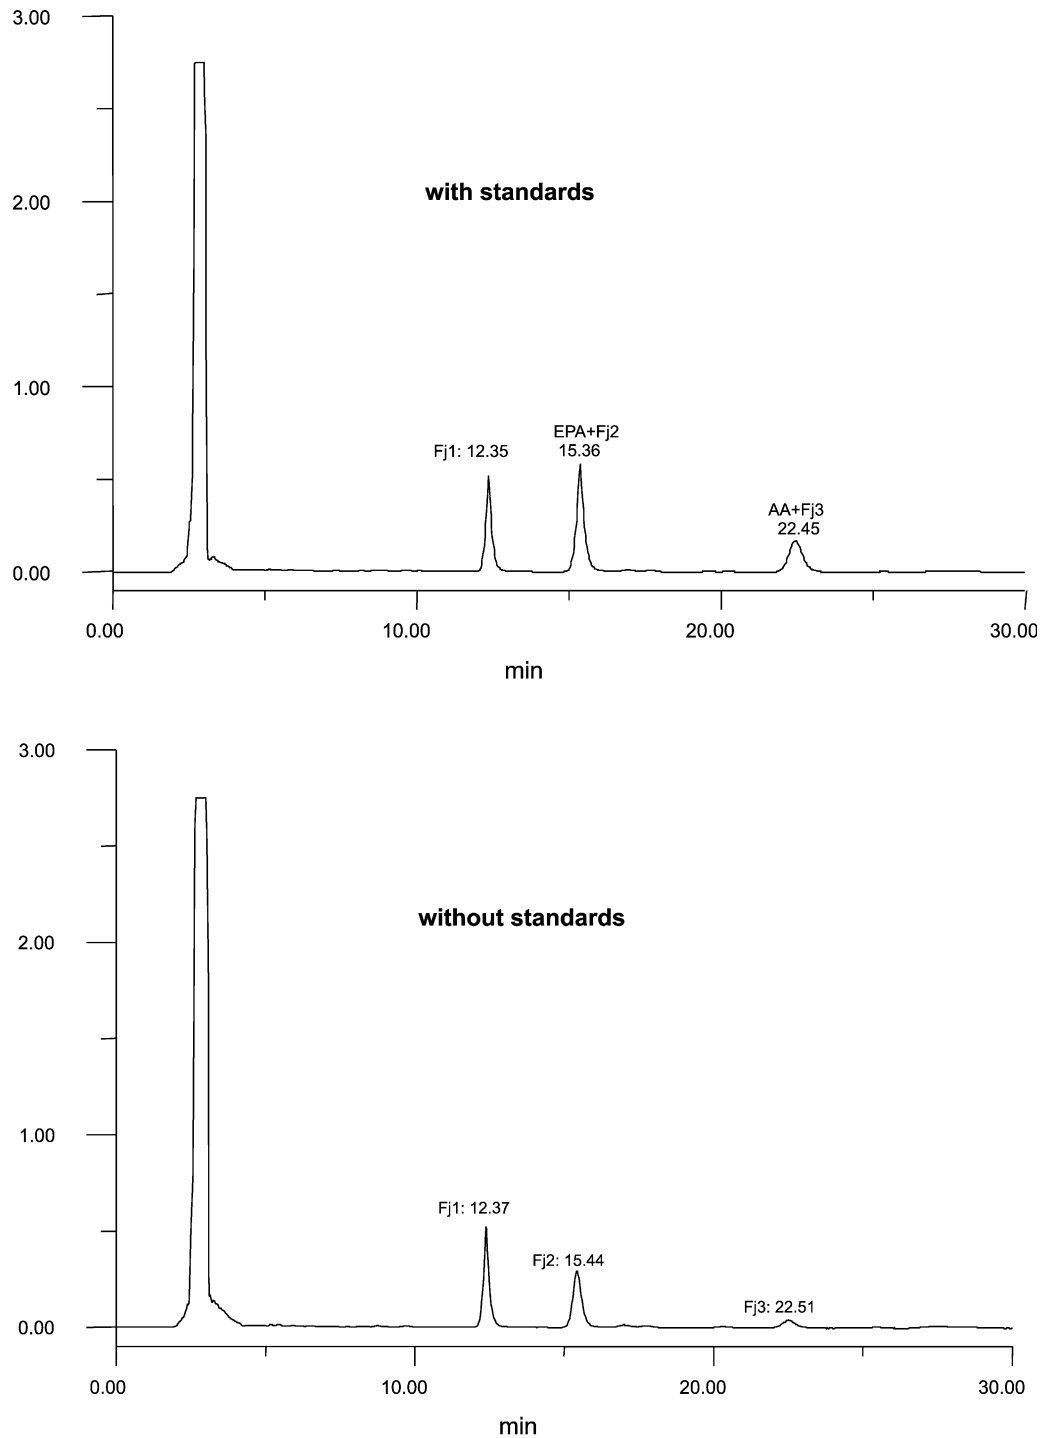 3.00
with standards
2.00
1.00
EPA+Fj2
Fj1: 12.35
15.36
AA+Fj3
22.45
0.00
0.00 10.00 20.00 30.00
min
3.00
without standards
2.00
1.00
Fj1: 12.37
Fj2: 15.44
Fj3: 22.51
0.00
0.00 10.00 20.00 30.00
min